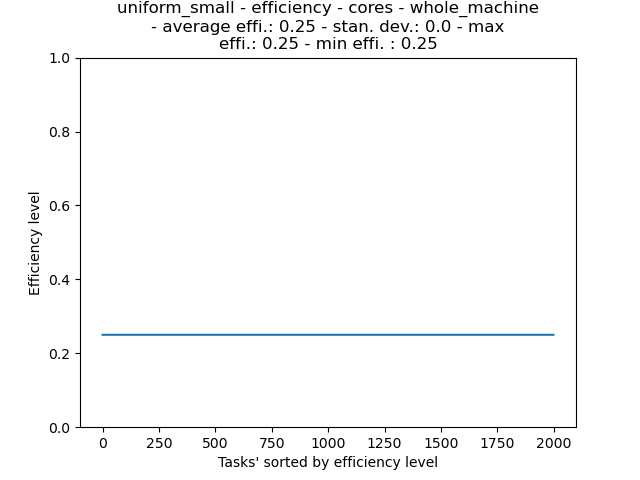 uniform_small - efficiency - cores - whole_machine
- average effi.: 0.25 - stan. dev.: 0.0 - max
effi.: 0.25 - min effi. : 0.25
1.0
0.8
0.6
0.4
0.2
0.0
Efficiency level
0 250 500 750 1000 1250 1500 1750 2000
Tasks' sorted by efficiency level